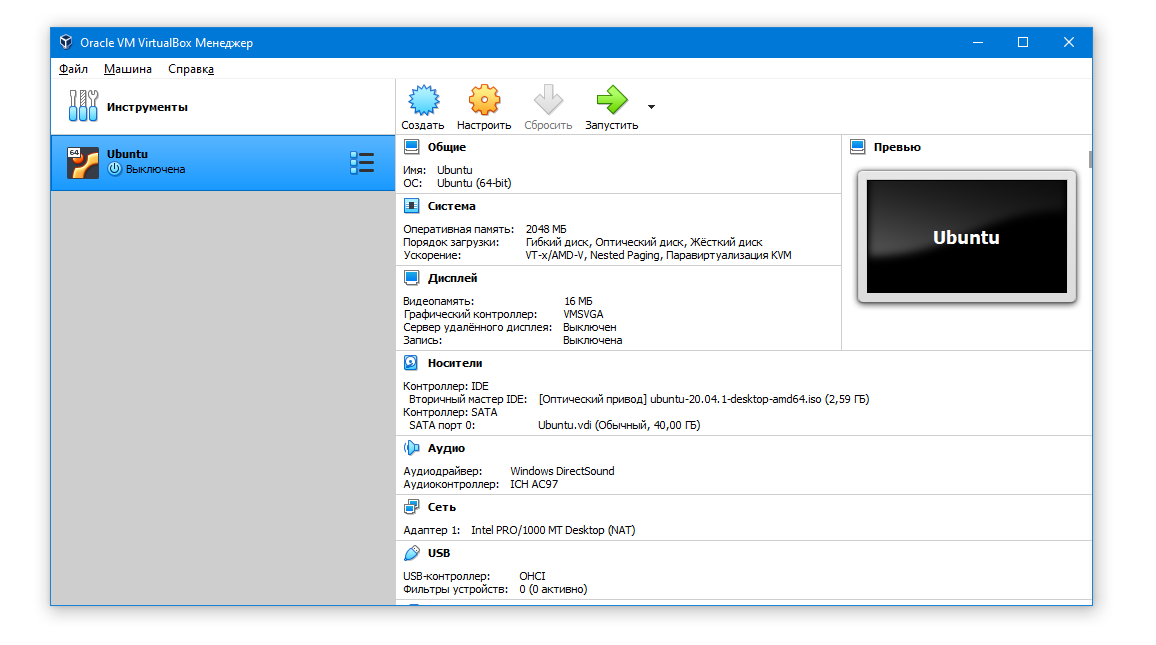 Oracle VM VirtualBox Менеджер
Файл Машина Справка
Инструменты
Создать Настроить Сбросить Запустить
64
Ubuntu
Выключена
Общие
Имя: Ubuntu
ОС: Ubuntu (64-bit)
Система
Оперативная память: 2048 МБ
Порядок загрузки: Гибкий диск, Оптический диск, Жёсткий диск
Ускорение: VT-x/AMD-V, Nested Paging, Паравиртуализация KVM
Дисплей
Видеопамять: 16 МБ
Графический контроллер: VMSVGA
Сервер удалённого дисплея: Выключен
Запись: Выключена
Превью
Ubuntu
Носители
Контроллер: IDE
Вторичный мастер IDE: [Оптический привод] ubuntu-20.04.1-desktop-amd64.iso (2,59 ГБ)
Контроллер: SATA
SATA порт 0: Ubuntu.vdi (Обычный, 40,00 ГБ)
Аудио
Аудиодрайвер: Windows DirectSound
Аудиоконтроллер: ICH AC97
Сеть
Адаптер 1: Intel PRO/1000 MT Desktop (NAT)
USB
USB-контроллер: OHCI
Фильтры устройств: 0 (0 активно)